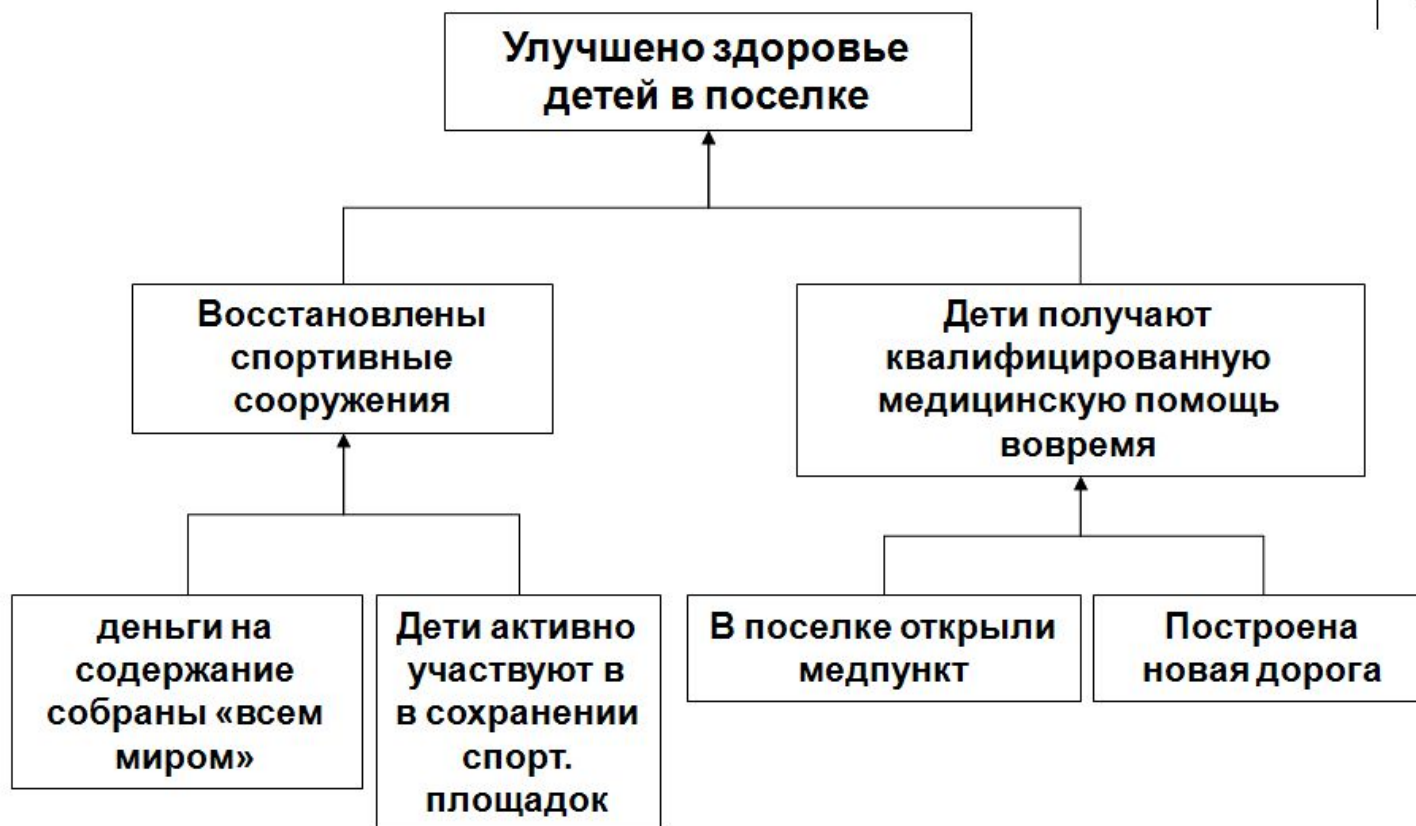 Улучшено здоровье
детей в поселке
Восстановлены
спортивные
сооружения
Дети получают
квалифицированную
медицинскую помощь
вовремя
деньги на
содержание
собраны «всем
миром»
Дети активно
участвуют в
в сохранении
спорт.
площадок
В поселке открыли
медпункт
Построена
новая дорога